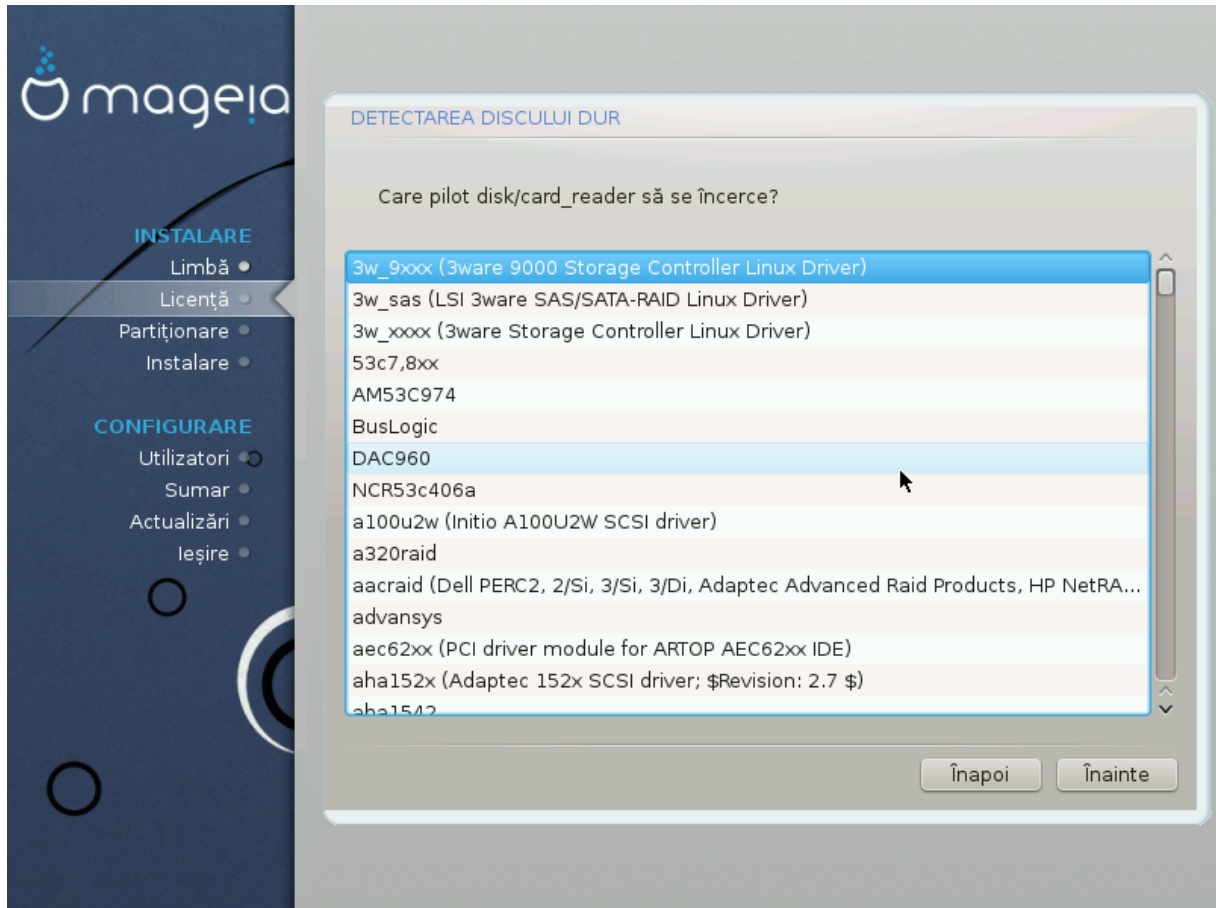 mageia
INSTALARE
Limbă
Licență
Partiționare
Instalare
CONFIGURARE
Utilizatori
Sumar
Actualizări
Ieșire
DETECTAREA DISCULUI DUR
Care pilot disk/card_reader să se încerce?
3w_9xxx (3ware 9000 Storage Controller Linux Driver)
3w_sas (LSI 3ware SAS/SATA-RAID Linux Driver)
3w_xxxx (3ware Storage Controller Linux Driver)
53c7,8xx
AM53C974
BusLogic
DAC960
NCR53c406a
a100u2w (Initio A100U2W SCSI driver)
a320raid
aacraid (Dell PERC2, 2/Si, 3/Si, 3/Di, Adaptec Advanced Raid Products, HP NetRA...
advansys
aec62xx (PCI driver module for ARTOP AEC62xx IDE)
aha152x (Adaptec 152x SCSI driver; $Revision: 2.7 $)
aha1542
Înapoi
Înainte